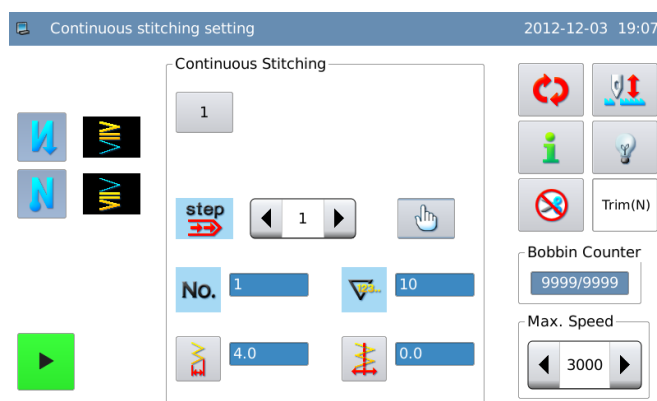 Continuous stitching setting
2012-12-03 19:07
Continuous Stitching
1
step
1
No.
1
123...
10
4.0
0.0
Trim(N)
Bobbin Counter
9999/9999
Max. Speed
3000